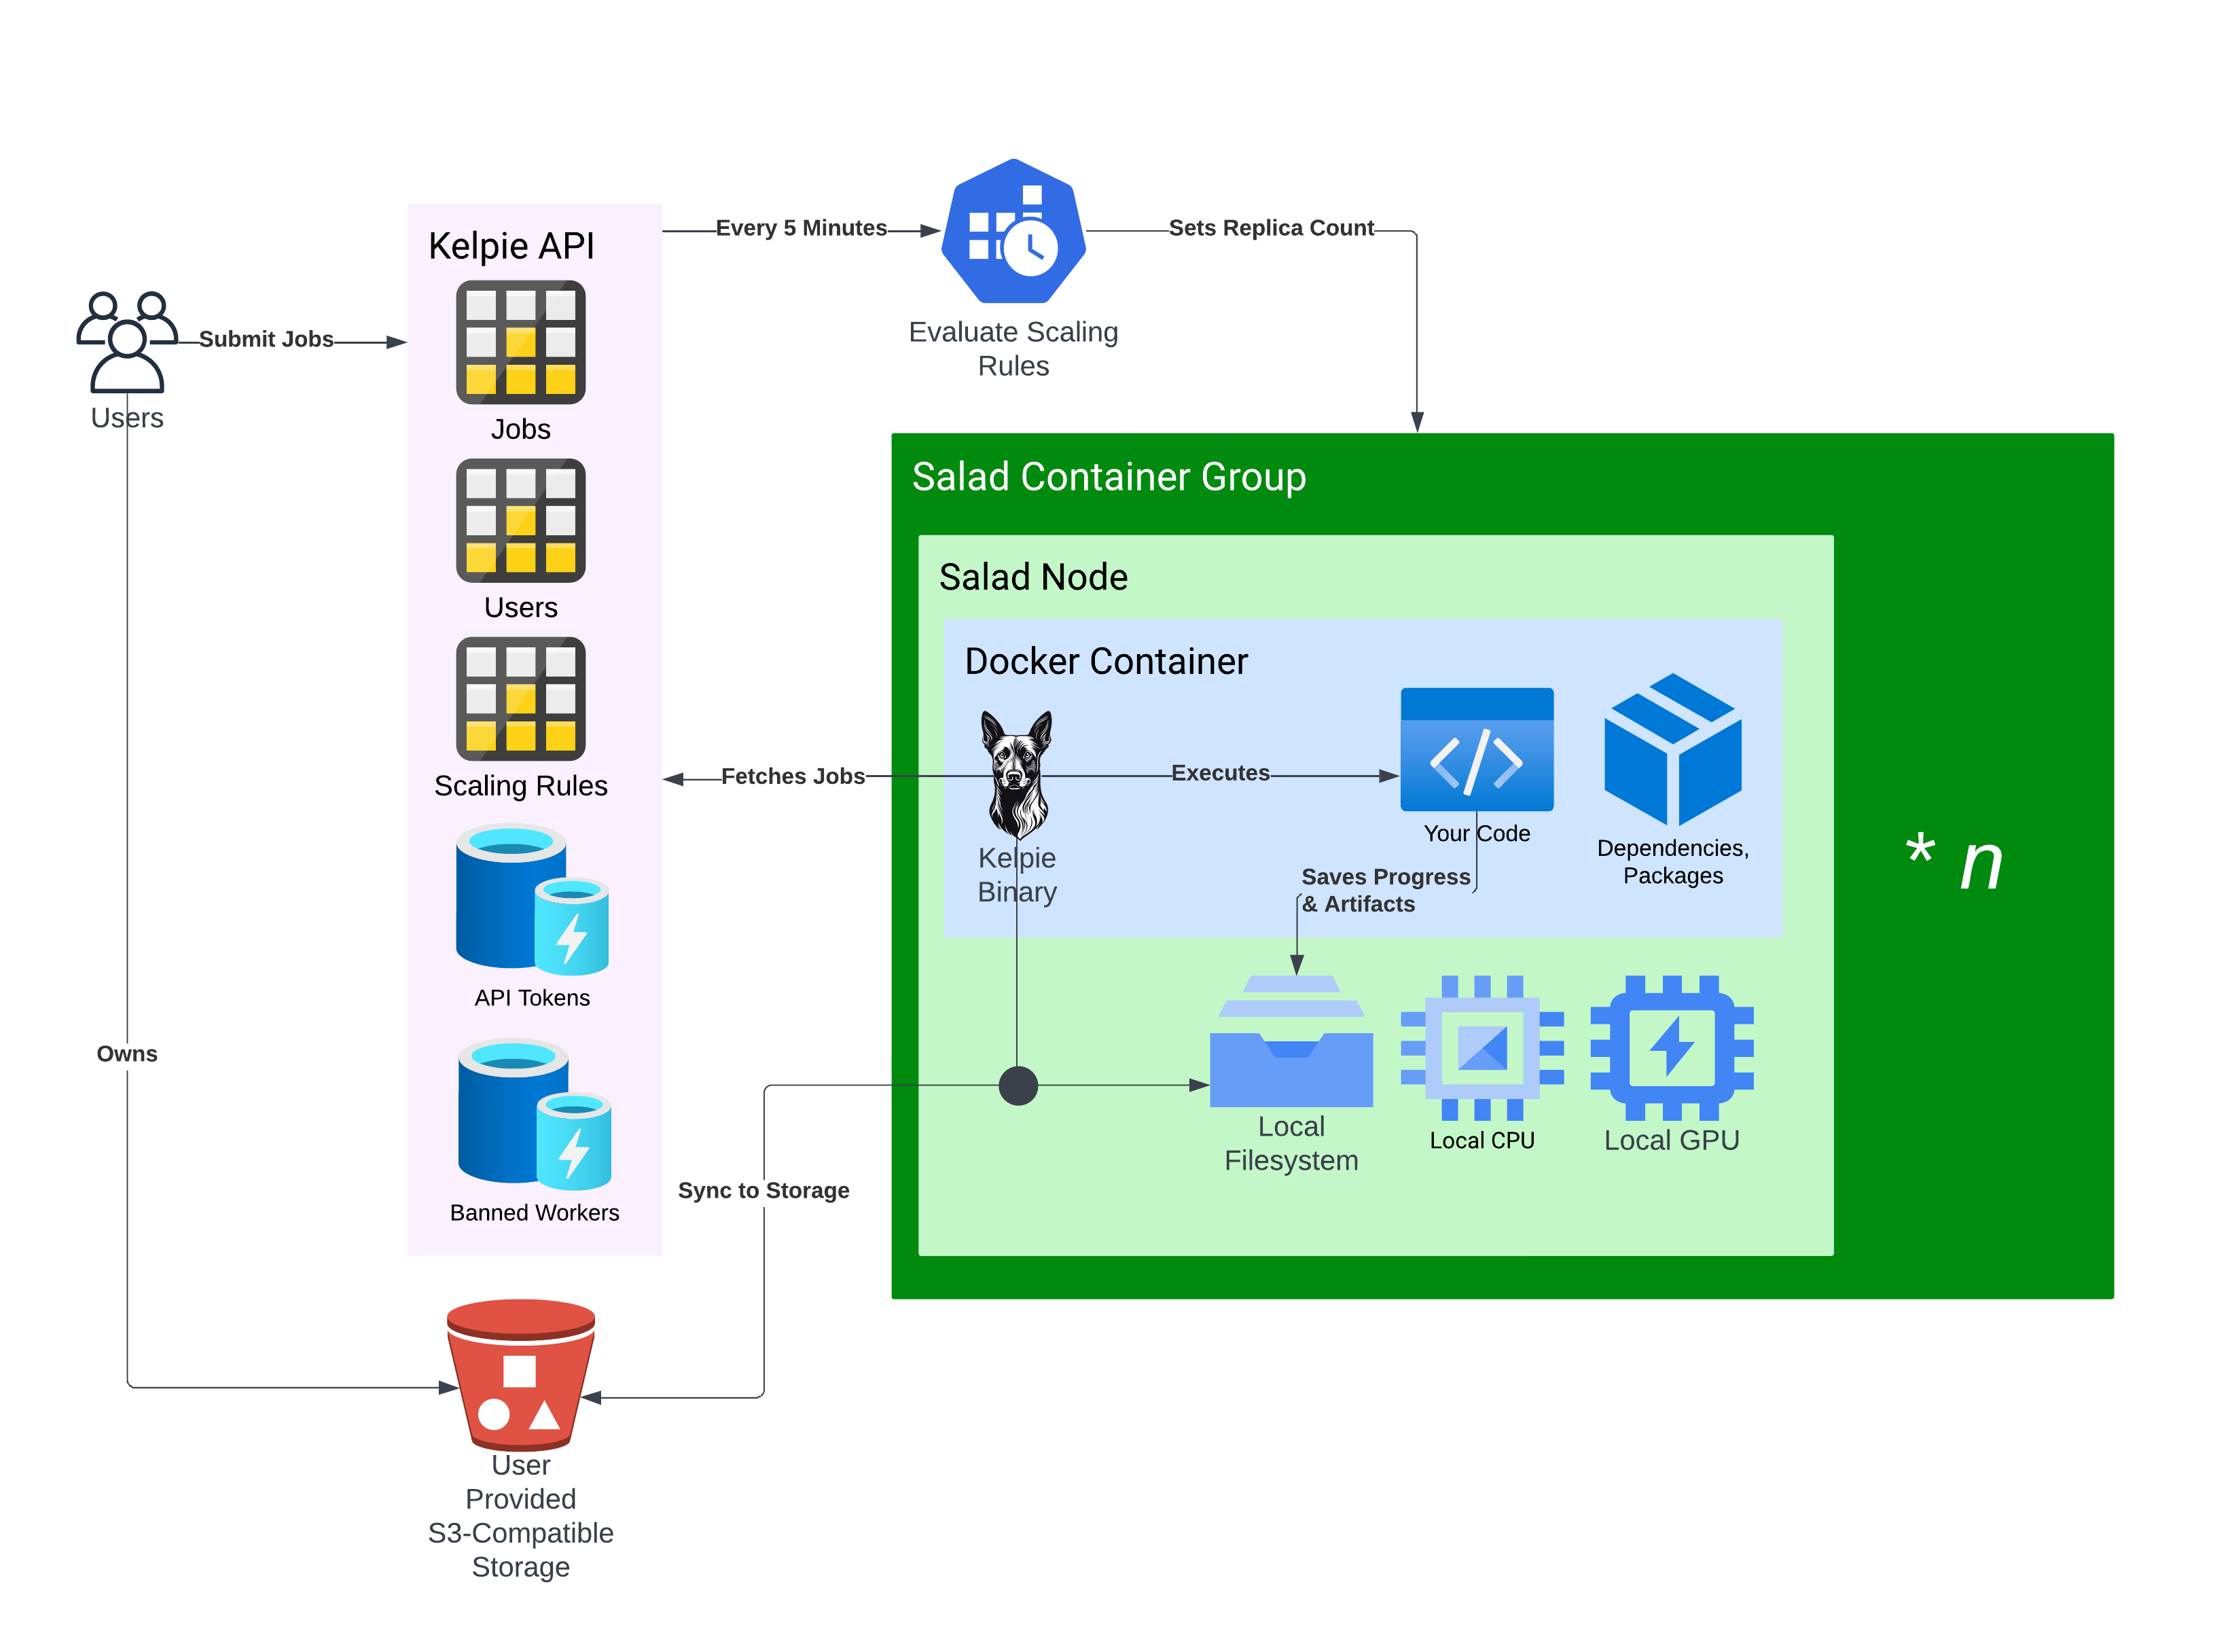 Users
Submit Jobs
Owns
Kelpie API
Jobs
Users
Scaling Rules
API Tokens
Banned Workers
Every 5 Minutes
Evaluate Scaling
Rules
Sets Replica Count
Salad Container Group
Salad Node
Docker Container
Fetches Jobs
Kelpie
Binary
Executes
Your Code
Dependencies,
Packages
Saves Progress
& Artifacts
* n
Local
Filesystem
Local CPU
Local GPU
Sync to Storage
User
Provided
S3-Compatible
Storage